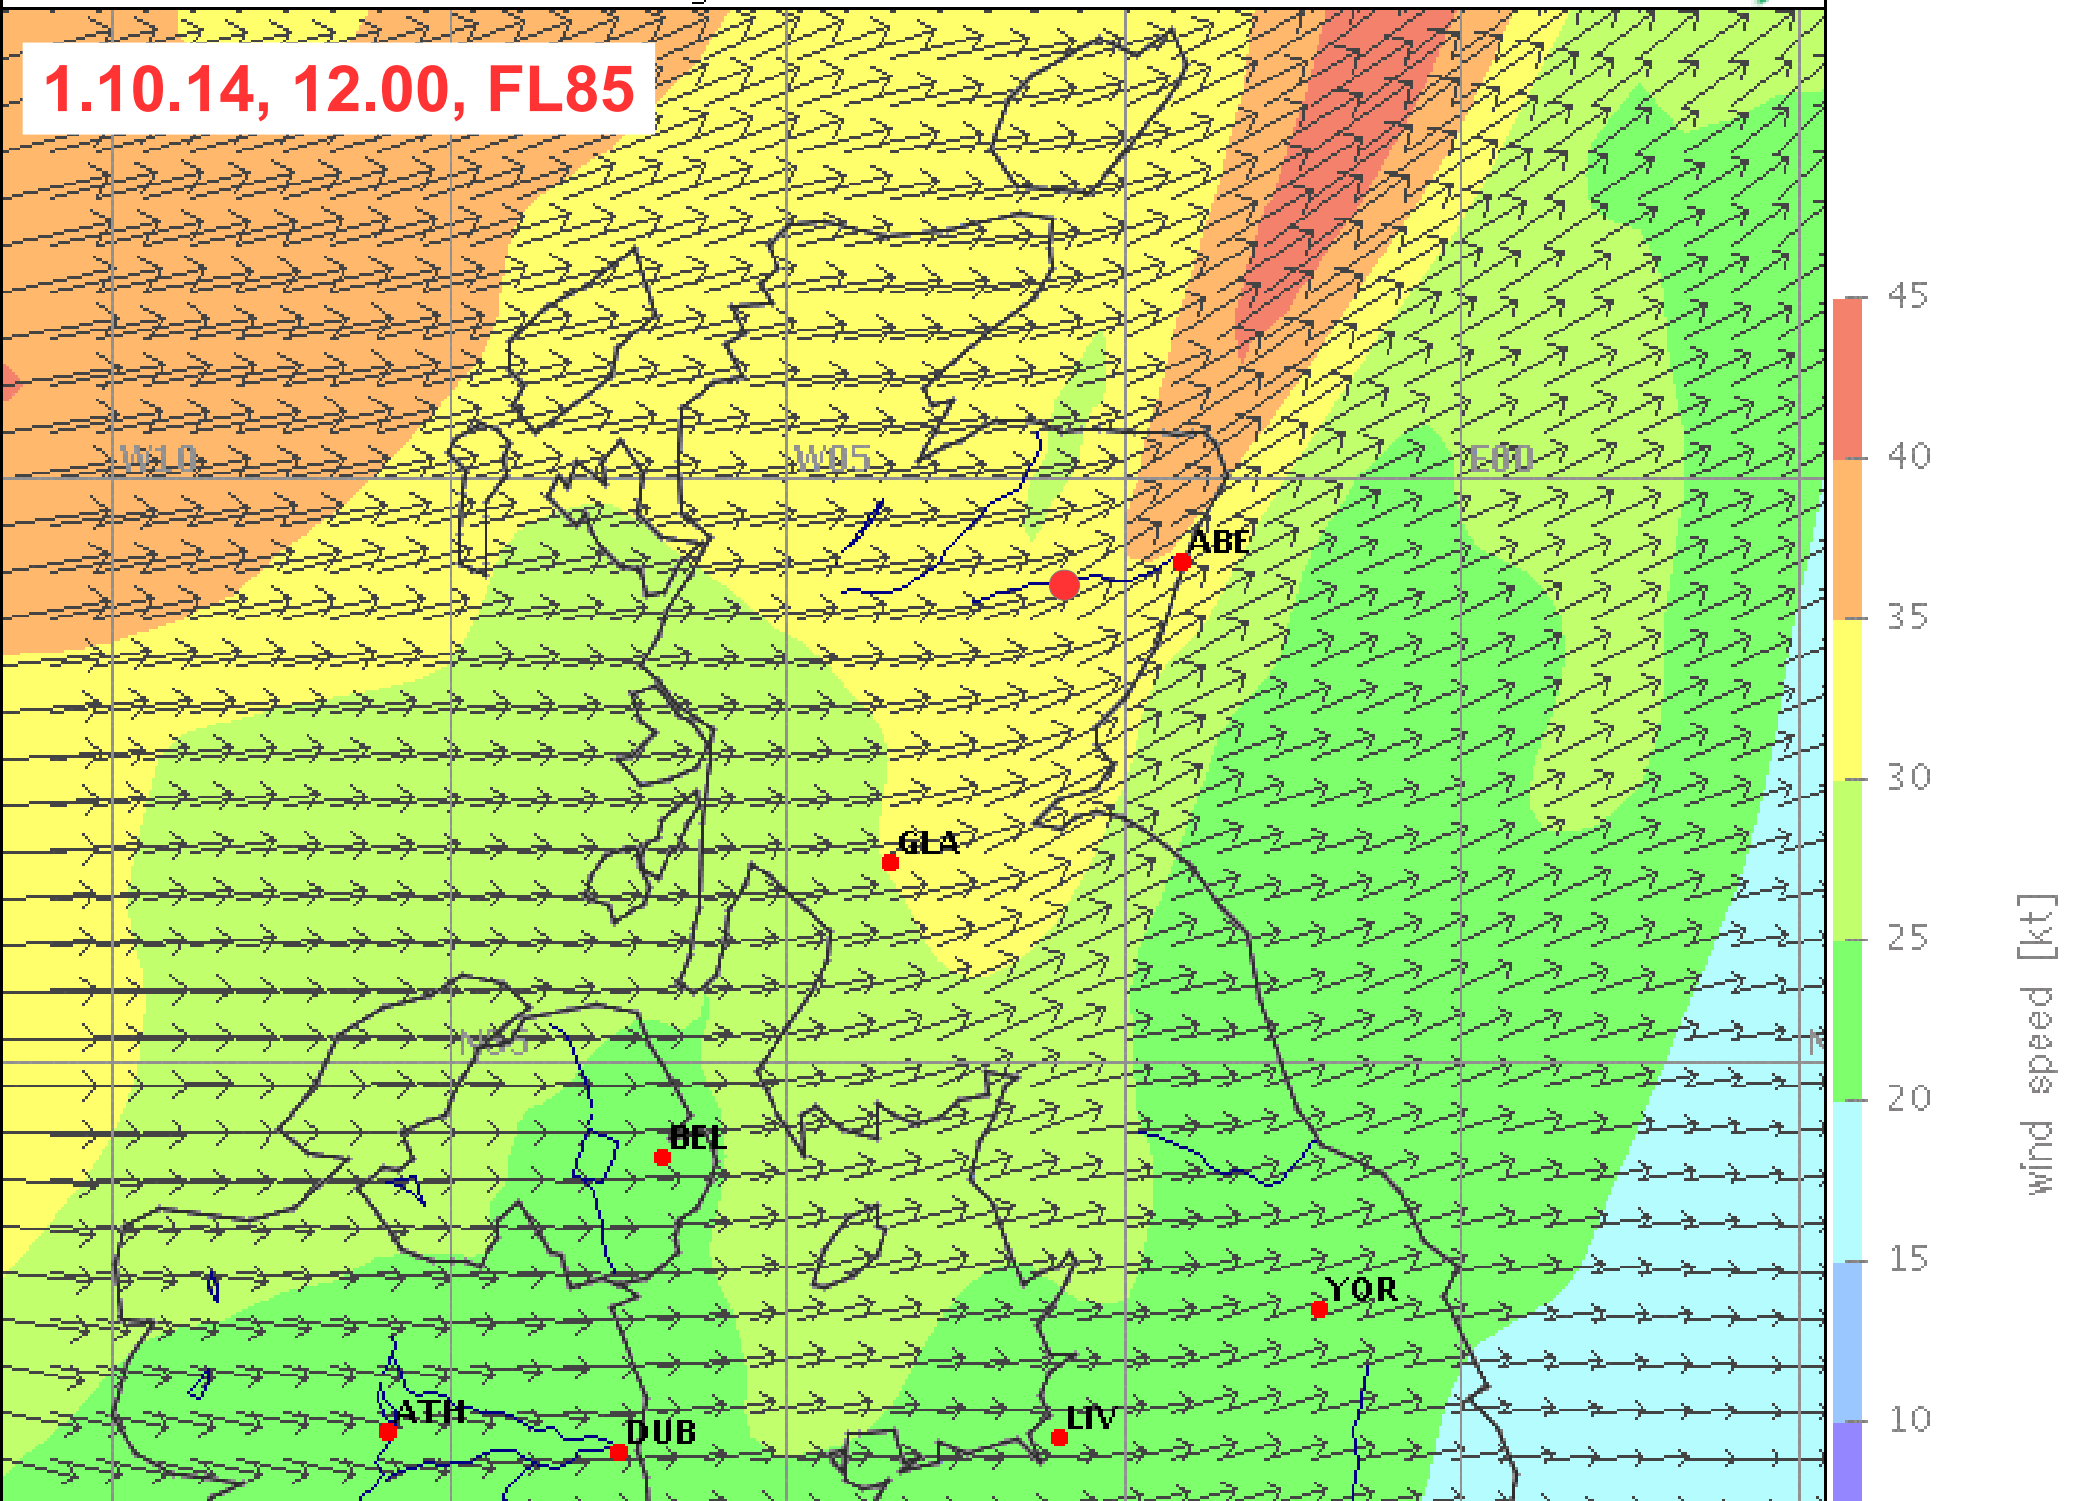 1.10.14, 12.00, FL85
45
W10
W05
E00
40
ABE
35
30
GLA
25
N55
20
BEL
15
YOR
ATH
DUB
LIV
10
wind speed [kt]